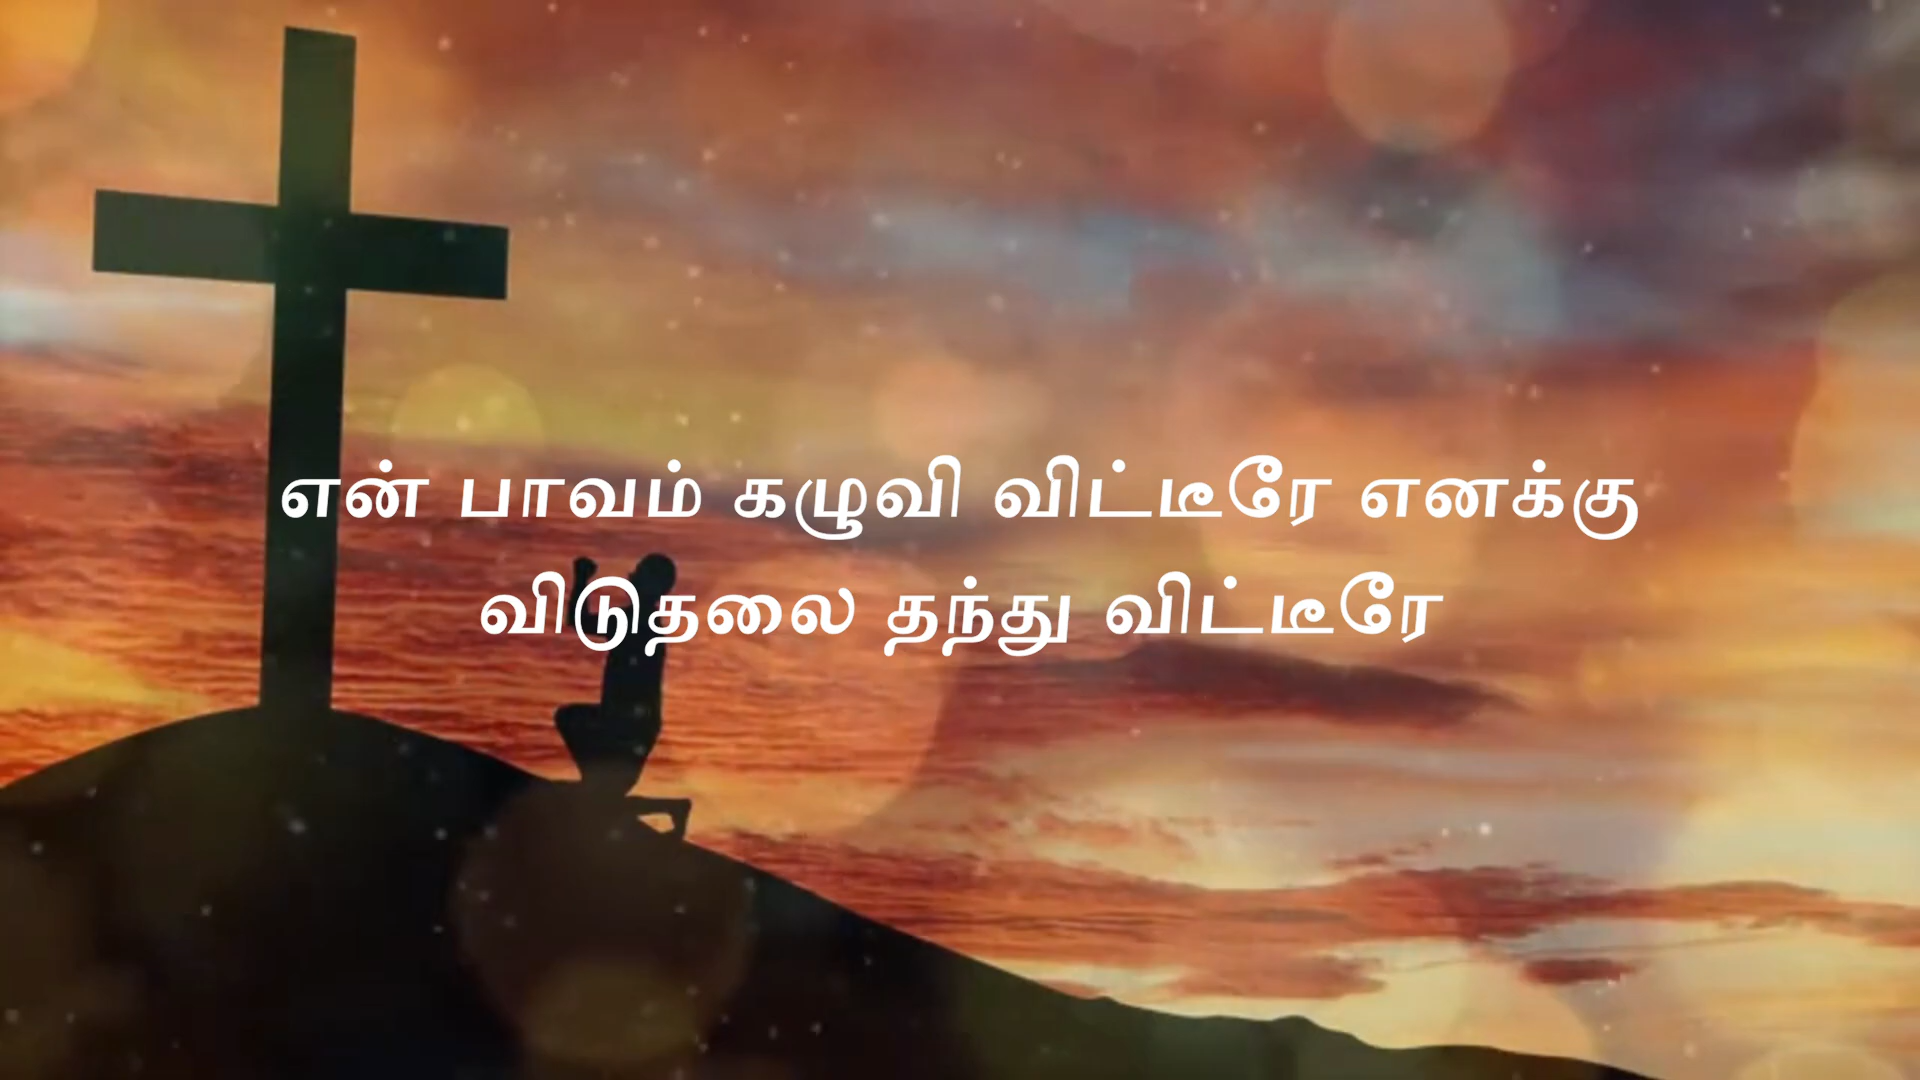 என் பாவம் கழுவி விட்டீரே எனக்கு
விடுதலை தந்து விட்டீரே